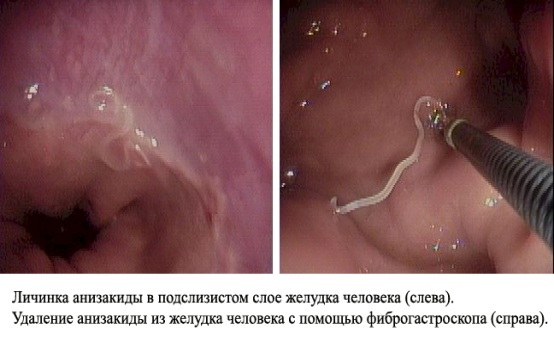 Личинка анизакиды в подслизистом слое желудка человека (слева).
Удаление анизакиды из желудка человека с помощью фиброгастроскопа (справа).